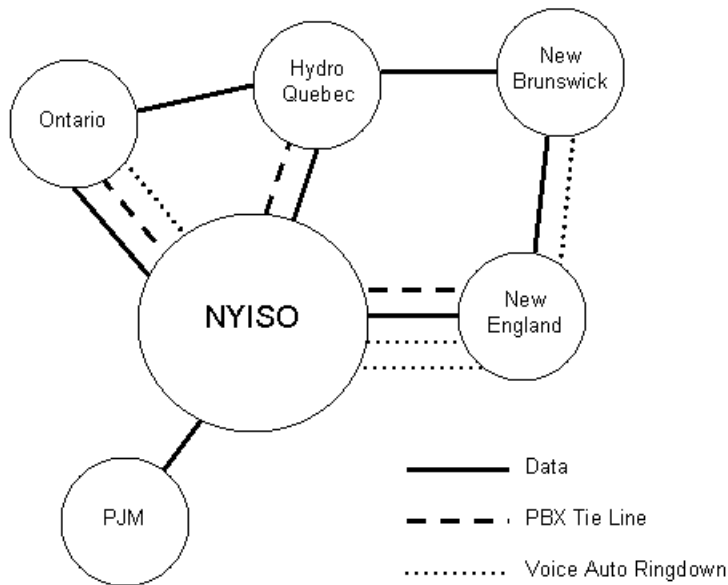 New
Brunswick
Hydro
Quebec
Ontario
NYISO
New
England
PJM
Data
PBX Tie Line
Voice Auto Ringdown